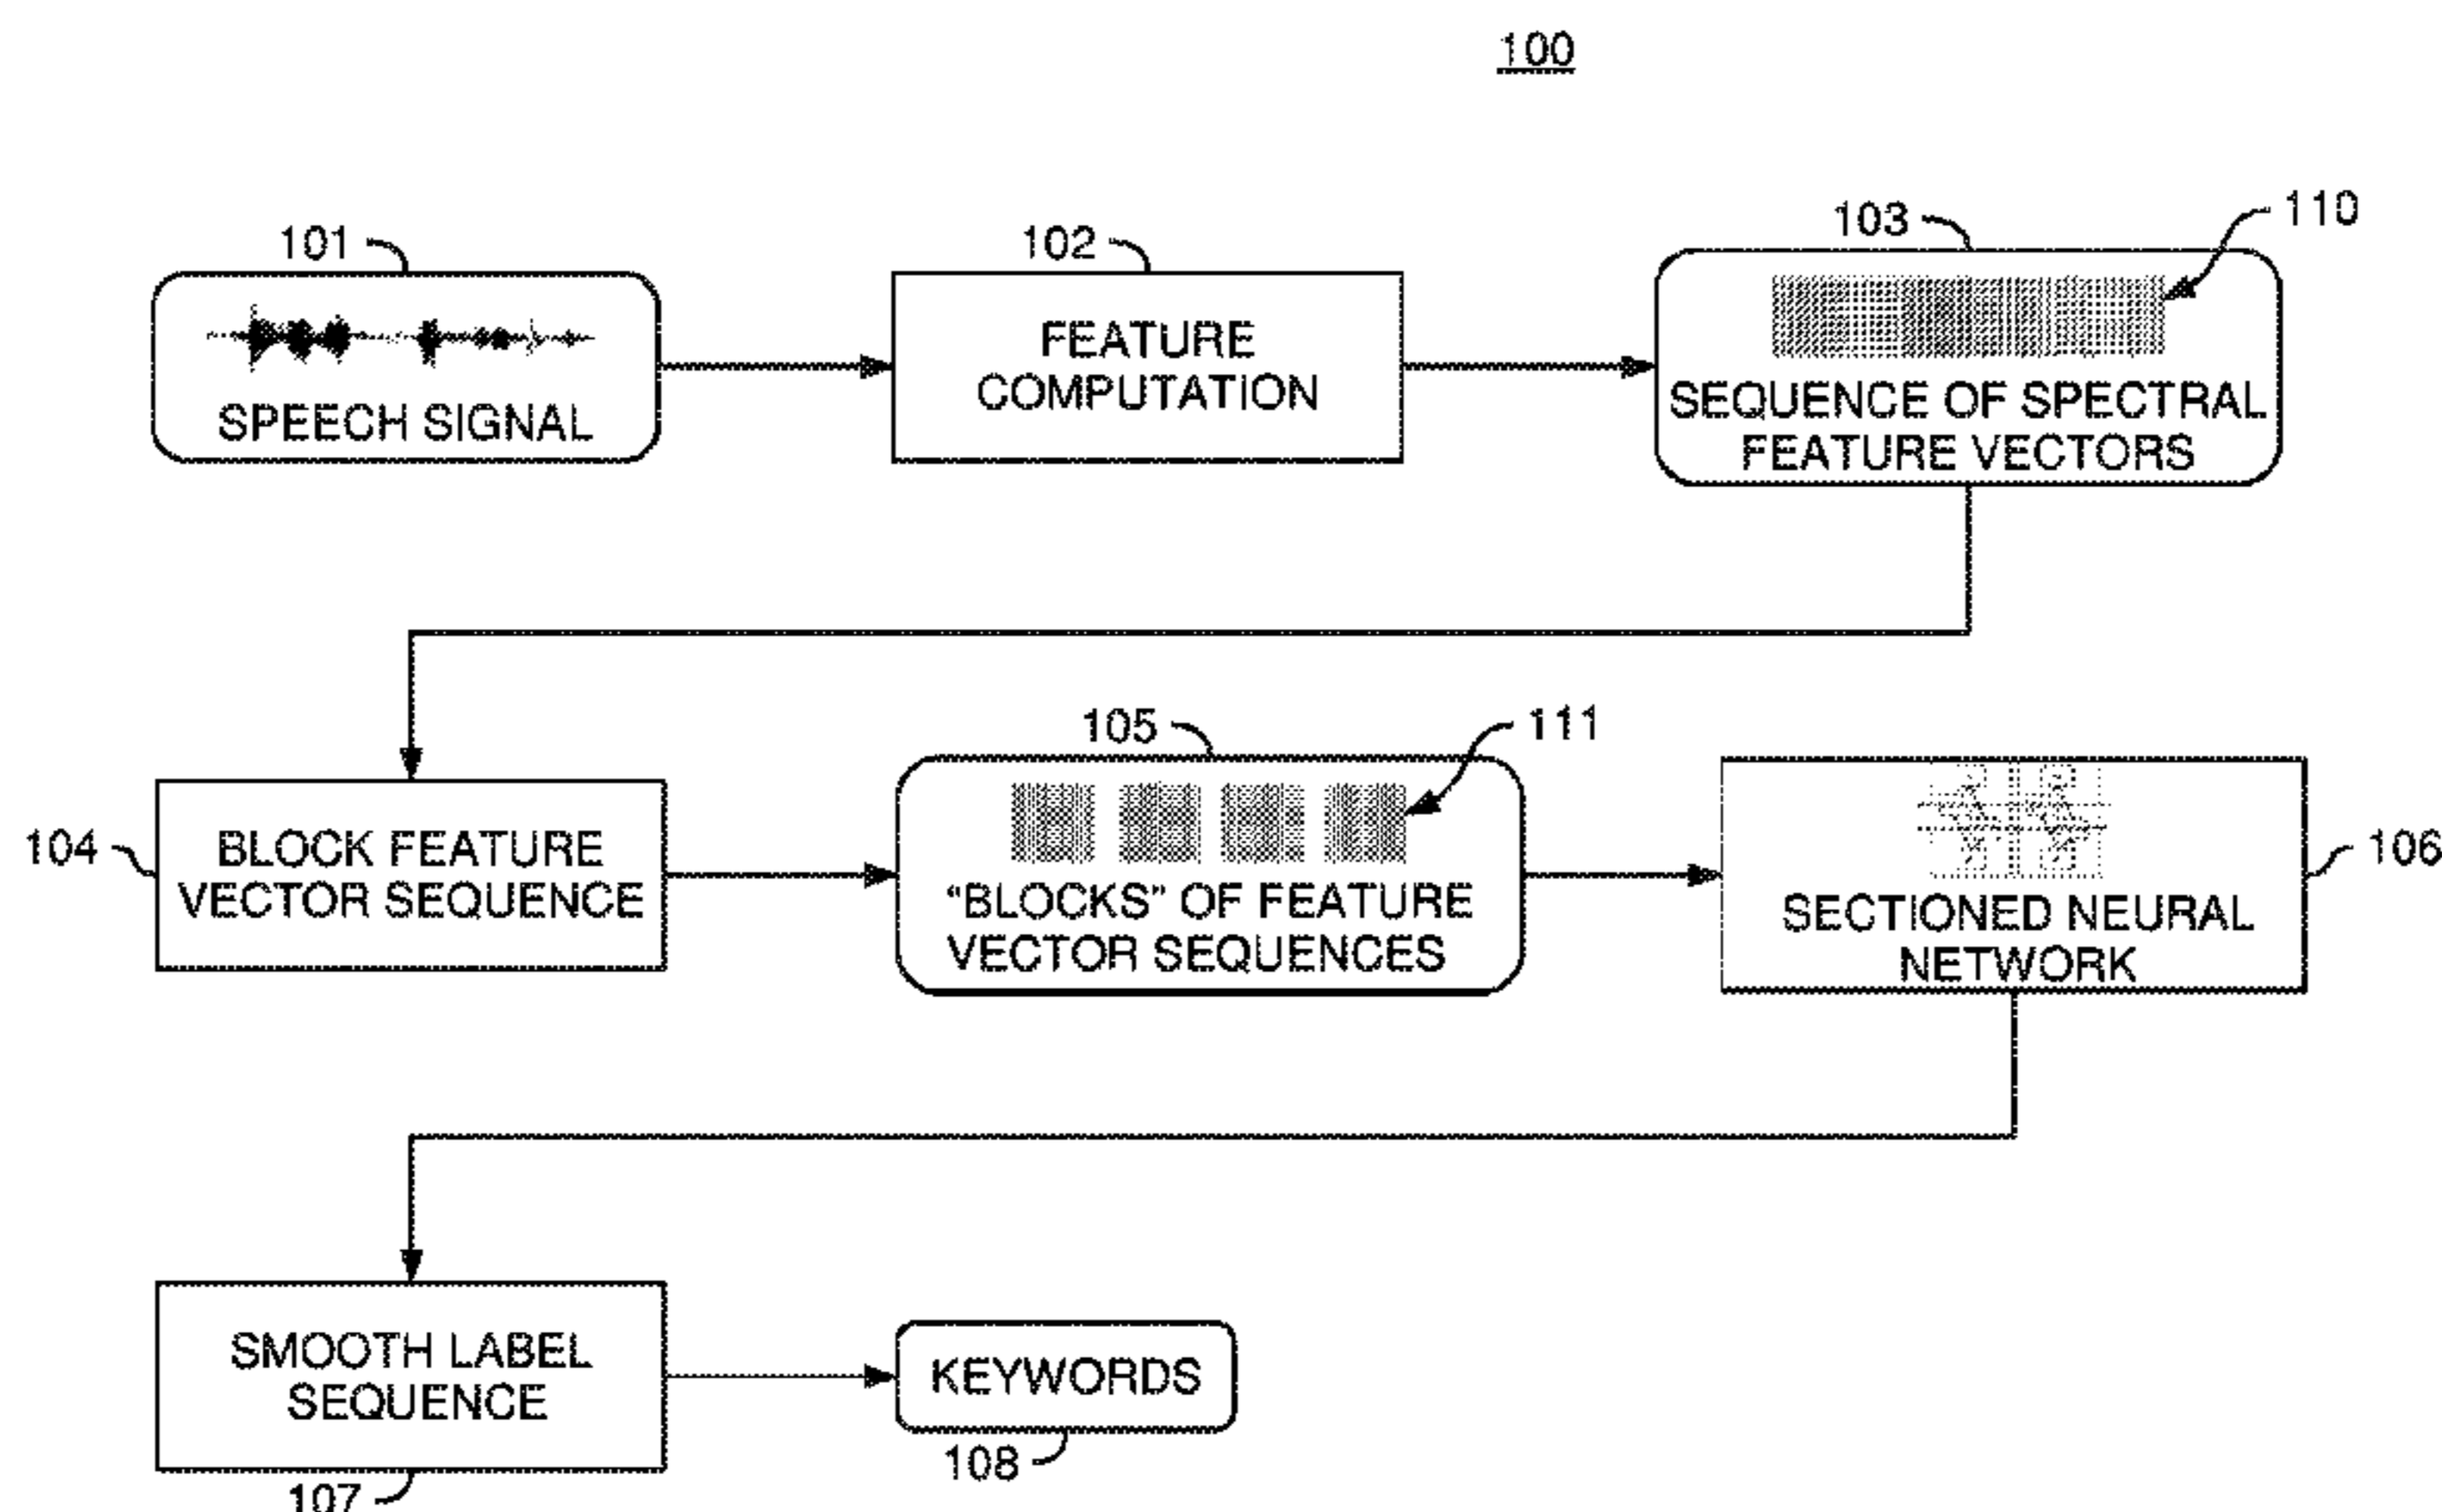 100
101
102
103
110
SPEECH SIGNAL
FEATURE
COMPUTATION
SEQUENCE OF SPECTRAL
FEATURE VECTORS
105
111
104
BLOCK FEATURE
VECTOR SEQUENCE
"BLOCKS" OF FEATURE
VECTOR SEQUENCES
SECTIONED NEURAL
NETWORK
106
SMOOTH LABEL
SEQUENCE
KEYWORDS
107
108